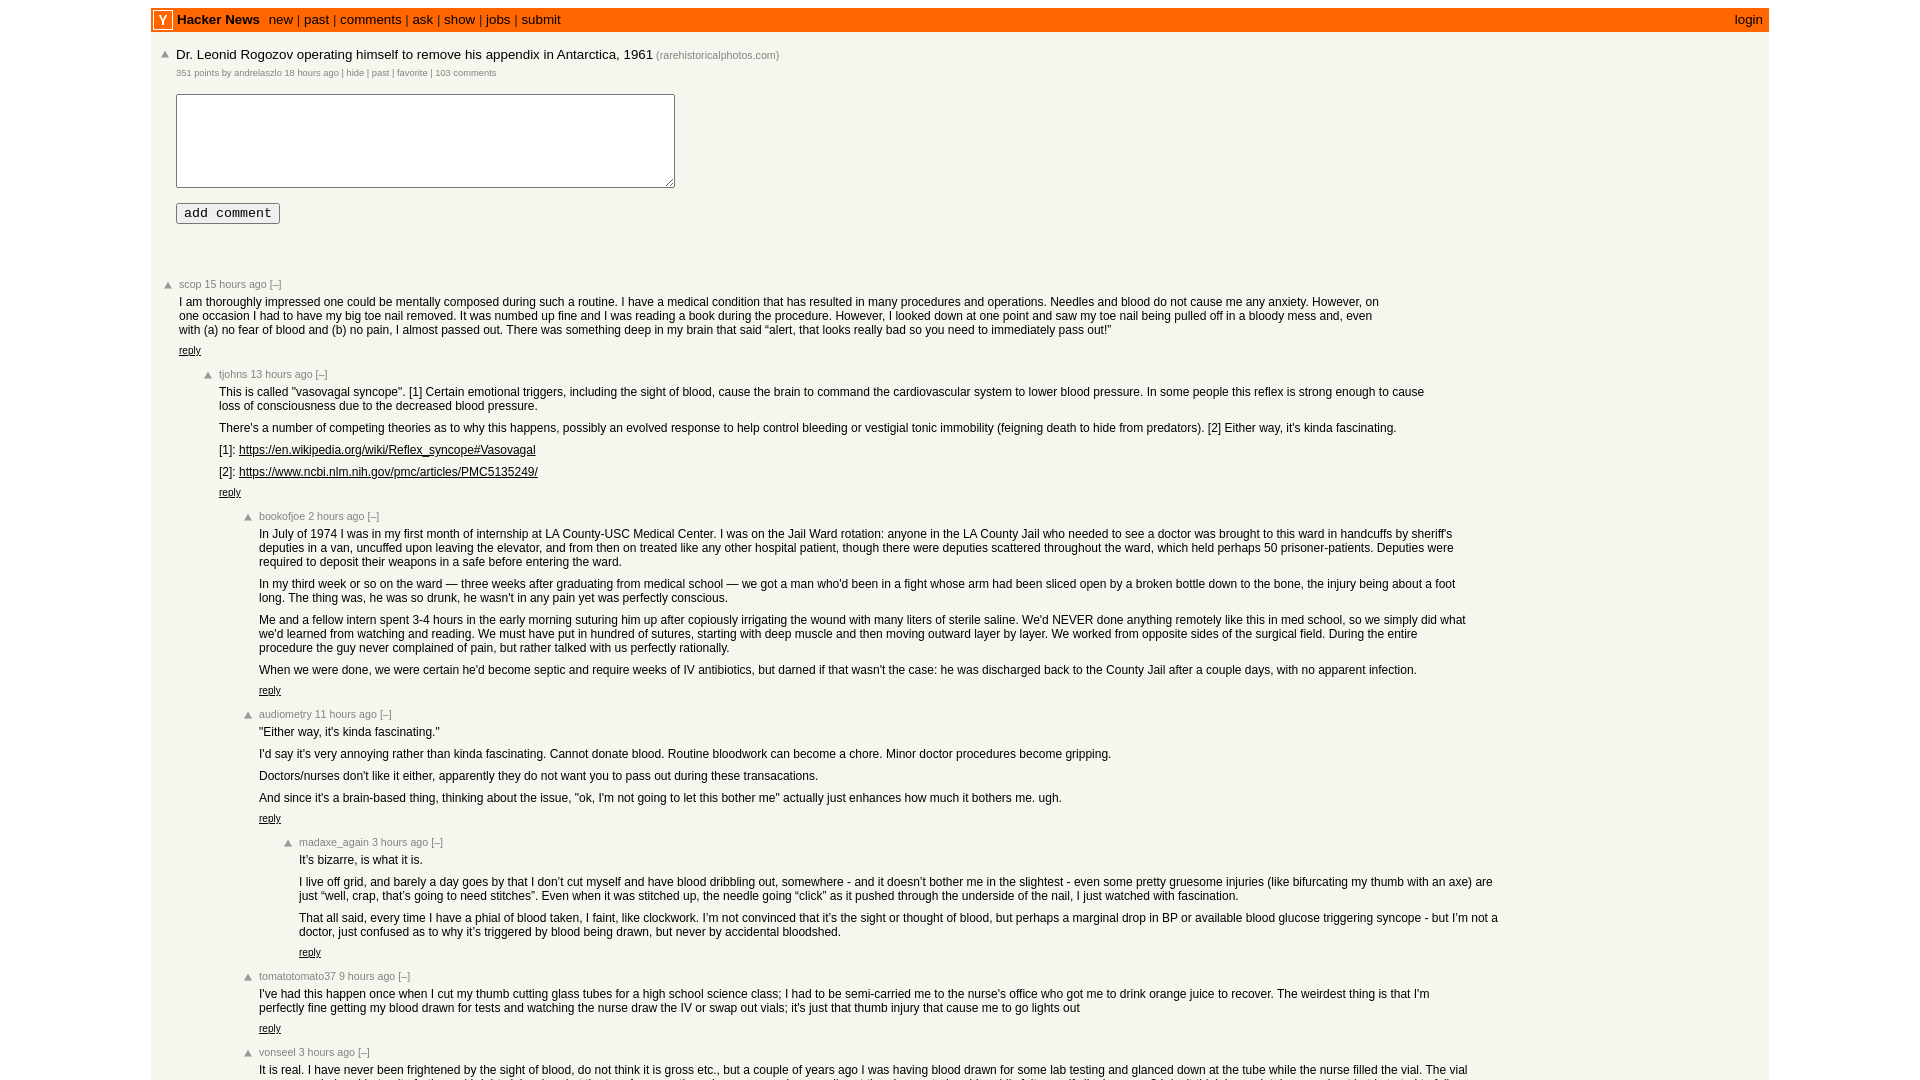 Y Hacker News new | past | comments | ask | show | jobs | submit login
Dr. Leonid Rogozov operating himself to remove his appendix in Antarctica, 1961 (rarehistoricalphotos.com)
351 points by andrelaszlo 18 hours ago | hide | past | favorite | 103 comments
add comment
scop 15 hours ago [–]
I am thoroughly impressed one could be mentally composed during such a routine. I have a medical condition that has resulted in many procedures and operations. Needles and blood do not cause me any anxiety. However, on
one occasion I had to have my big toe nail removed. It was numbed up fine and I was reading a book during the procedure. However, I looked down at one point and saw my toe nail being pulled off in a bloody mess and, even
with (a) no fear of blood and (b) no pain, I almost passed out. There was something deep in my brain that said “alert, that looks really bad so you need to immediately pass out!”
reply
tjohns 13 hours ago [–]
This is called "vasovagal syncope". [1] Certain emotional triggers, including the sight of blood, cause the brain to command the cardiovascular system to lower blood pressure. In some people this reflex is strong enough to cause
loss of consciousness due to the decreased blood pressure.
There's a number of competing theories as to why this happens, possibly an evolved response to help control bleeding or vestigial tonic immobility (feigning death to hide from predators). [2] Either way, it's kinda fascinating.
[1]: https://en.wikipedia.org/wiki/Reflex_syncope#Vasovagal
[2]: https://www.ncbi.nlm.nih.gov/pmc/articles/PMC5135249/
reply
bookofjoe 2 hours ago [–]
In July of 1974 I was in my first month of internship at LA County-USC Medical Center. I was on the Jail Ward rotation: anyone in the LA County Jail who needed to see a doctor was brought to this ward in handcuffs by sheriff's
deputies in a van, uncuffed upon leaving the elevator, and from then on treated like any other hospital patient, though there were deputies scattered throughout the ward, which held perhaps 50 prisoner-patients. Deputies were
required to deposit their weapons in a safe before entering the ward.
In my third week or so on the ward — three weeks after graduating from medical school — we got a man who'd been in a fight whose arm had been sliced open by a broken bottle down to the bone, the injury being about a foot
long. The thing was, he was so drunk, he wasn't in any pain yet was perfectly conscious.
Me and a fellow intern spent 3-4 hours in the early morning suturing him up after copiously irrigating the wound with many liters of sterile saline. We'd NEVER done anything remotely like this in med school, so we simply did what
we'd learned from watching and reading. We must have put in hundred of sutures, starting with deep muscle and then moving outward layer by layer. We worked from opposite sides of the surgical field. During the entire
procedure the guy never complained of pain, but rather talked with us perfectly rationally.
When we were done, we were certain he'd become septic and require weeks of IV antibiotics, but darned if that wasn't the case: he was discharged back to the County Jail after a couple days, with no apparent infection.
reply
audiometry 11 hours ago [–]
"Either way, it's kinda fascinating."
I'd say it's very annoying rather than kinda fascinating. Cannot donate blood. Routine bloodwork can become a chore. Minor doctor procedures become gripping.
Doctors/nurses don't like it either, apparently they do not want you to pass out during these transacations.
And since it's a brain-based thing, thinking about the issue, "ok, I'm not going to let this bother me" actually just enhances how much it bothers me. ugh.
reply
madaxe_again 3 hours ago [–]
It’s bizarre, is what it is.
I live off grid, and barely a day goes by that I don’t cut myself and have blood dribbling out, somewhere - and it doesn’t bother me in the slightest - even some pretty gruesome injuries (like bifurcating my thumb with an axe) are
just “well, crap, that’s going to need stitches”. Even when it was stitched up, the needle going “click” as it pushed through the underside of the nail, I just watched with fascination.
That all said, every time I have a phial of blood taken, I faint, like clockwork. I’m not convinced that it’s the sight or thought of blood, but perhaps a marginal drop in BP or available blood glucose triggering syncope - but I’m not a
doctor, just confused as to why it’s triggered by blood being drawn, but never by accidental bloodshed.
reply
tomatotomato37 9 hours ago [–]
I've had this happen once when I cut my thumb cutting glass tubes for a high school science class; I had to be semi-carried me to the nurse's office who got me to drink orange juice to recover. The weirdest thing is that I'm
perfectly fine getting my blood drawn for tests and watching the nurse draw the IV or swap out vials; it's just that thumb injury that cause me to go lights out
reply
vonseel 3 hours ago [–]
It is real. I have never been frightened by the sight of blood, do not think it is gross etc., but a couple of years ago I was having blood drawn for some lab testing and glanced down at the tube while the nurse filled the vial. The vial